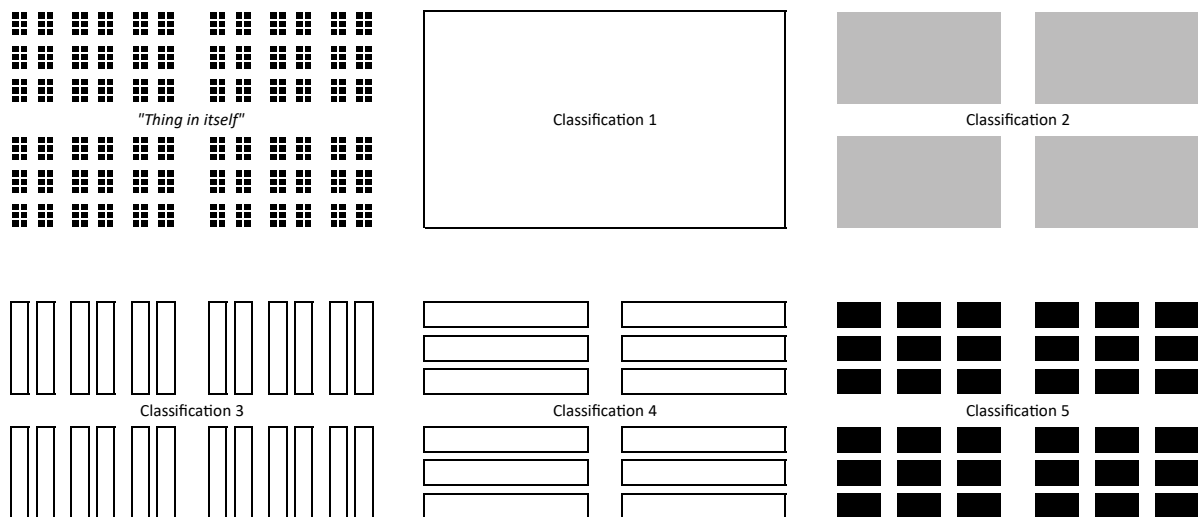 "Thing in itself"
Classification 1
Classification 2
Classification 3
Classification 4
Classification 5